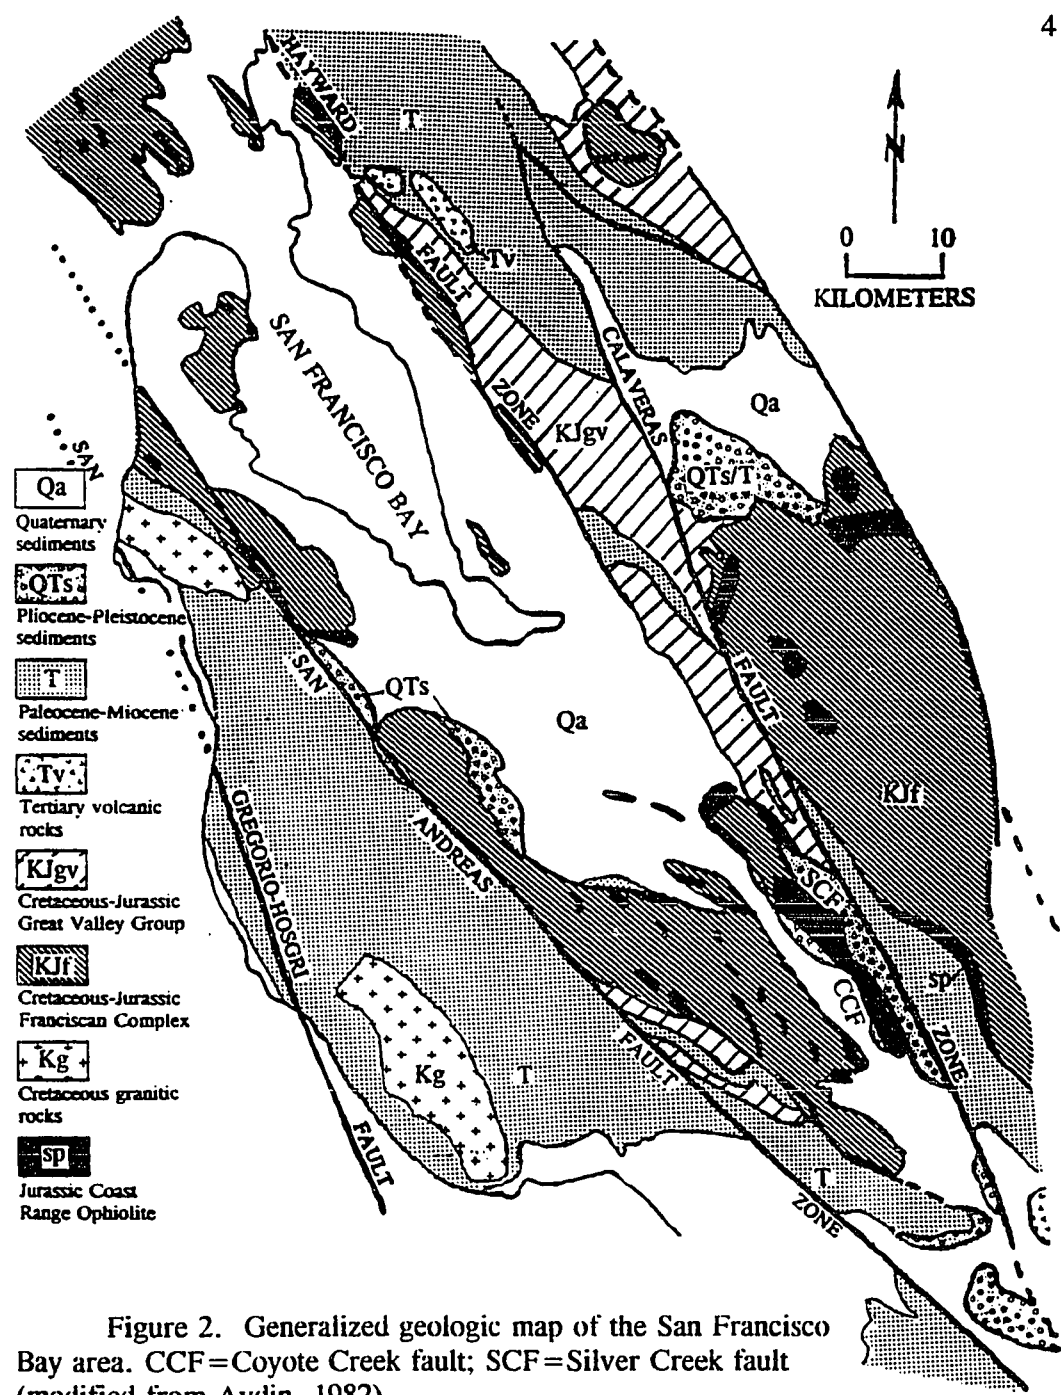 4
HAYWARD
T
N
0 10
KILOMETERS
Tv
FAULT
SAN FRANCISCO BAY
CALAVERAS
ZONE
Qa
KJgv
QTs/T
SAN
Qa
Quaternary
sediments
QTs
Pliocene-Pleistocene
sediments
T
Paleocene-Miocene
sediments
Tv
Tertiary volcanic
rocks
KJgv
Cretaceous-Jurassic
Great Valley Group
KJf
Cretaceous-Jurassic
Franciscan Complex
Kg
Cretaceous granitic
rocks
sp
Jurassic Coast
Range Ophiolite
SAN
QTs
FAULT
Qa
KJf
GREGORIO-HOSGRI
ANDREAS
SCF
sp
CCF
ZONE
FAULT
Kg
T
FAULT
T
ZONE
Figure 2. Generalized geologic map of the San Francisco
Bay area. CCF=Coyote Creek fault; SCF=Silver Creek fault
(modified from Aydin, 1982)